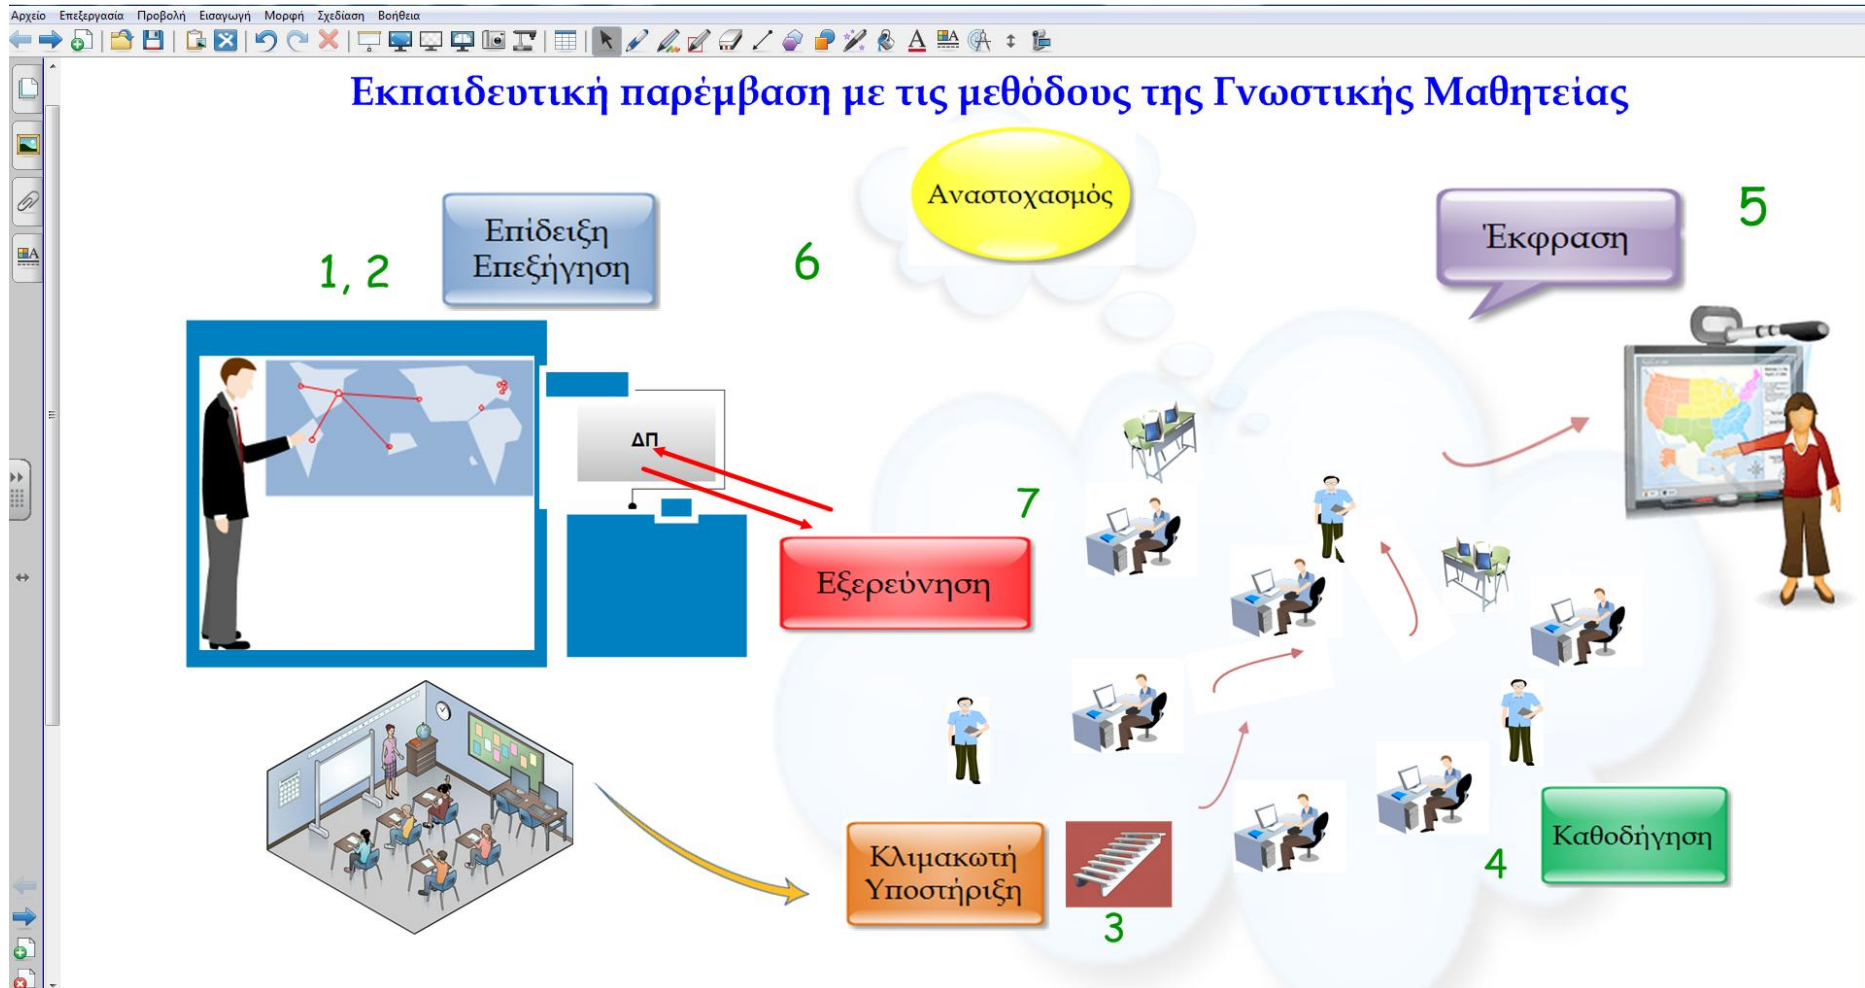 Αρχείο Επεξεργασία Προβολή Εισαγωγή Μορφή Σχεδίαση Βοήθεια
Εκπαιδευτική παρέμβαση με τις μεθόδους της Γνωστικής Μαθητείας
Αναστοχασμός
5
Έκφραση
Επίδειξη
Επεξήγηση
1, 2
6
ΔΠ
7
Εξερεύνηση
Κλιμακωτή
Υποστήριξη
3
4
Καθοδήγηση